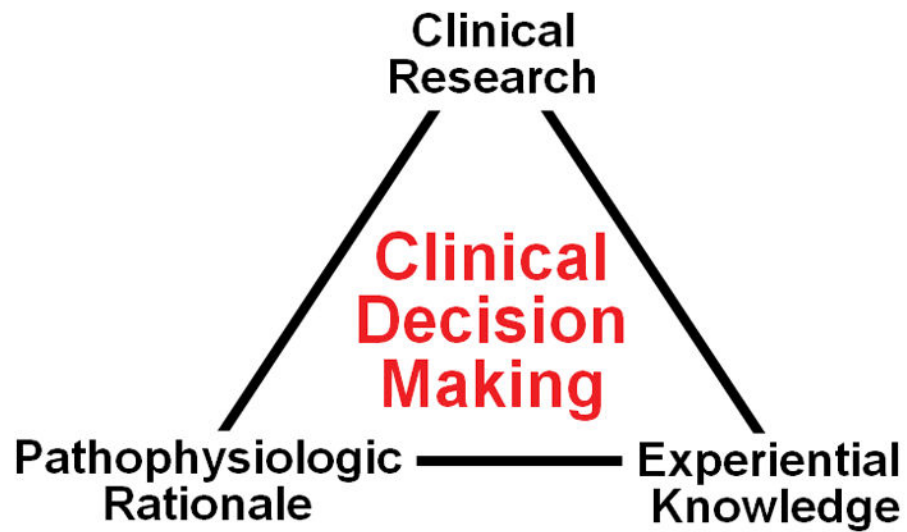 Clinical
Research
Clinical
Decision
Making
Pathophysiologic
Rationale
Experiential
Knowledge